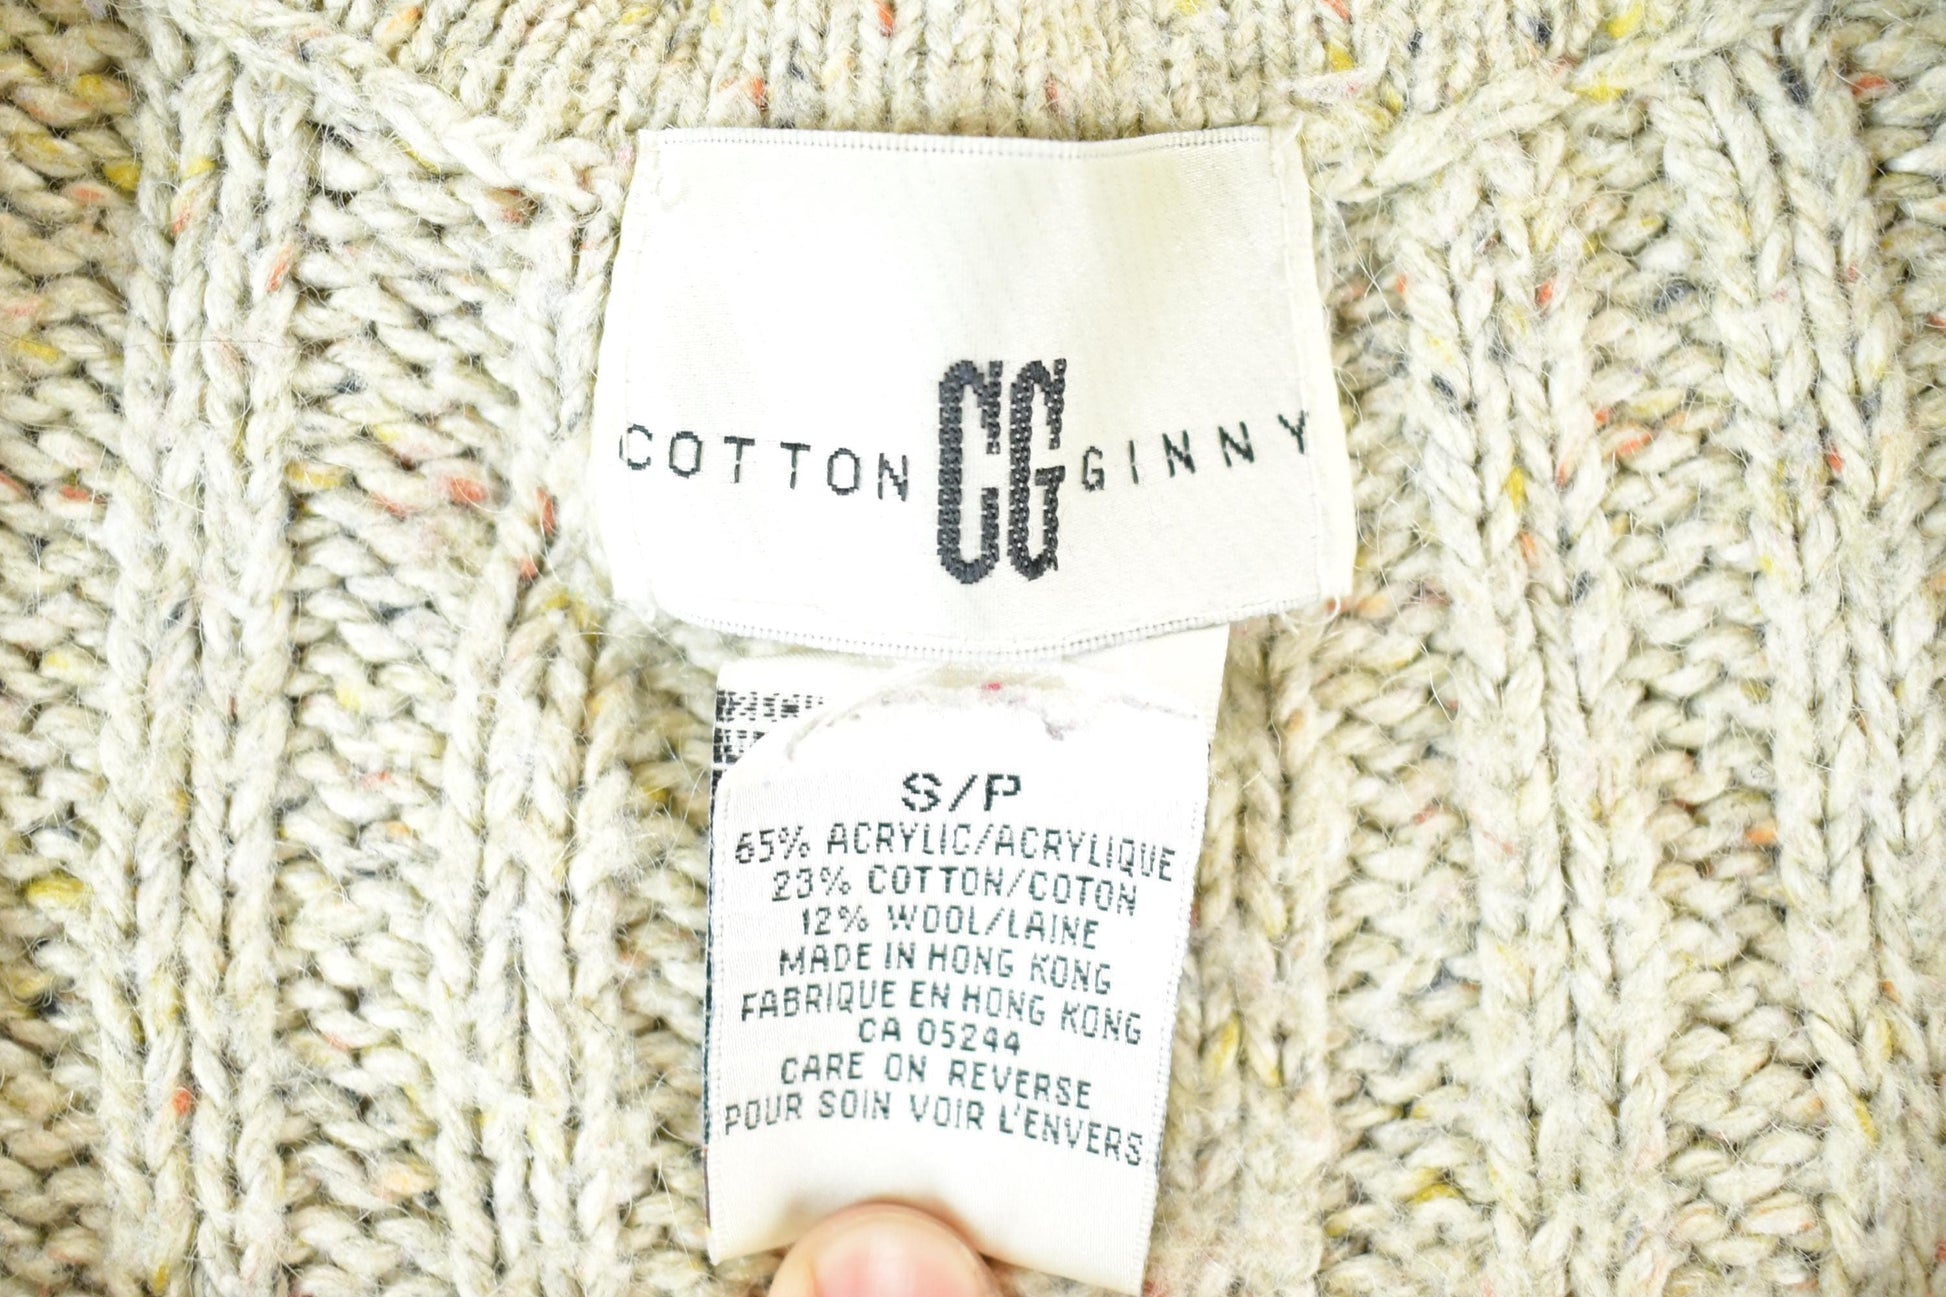 COTTON CG GINNY
S/P
65% ACRYLIC/ACRYLIQUE
23% COTTON/COTON
12% WOOL/LAINE
MADE IN HONG KONG
FABRIQUE EN HONG KONG
CA 05244
CARE ON REVERSE
POUR SOIN VOIR L'ENVERS